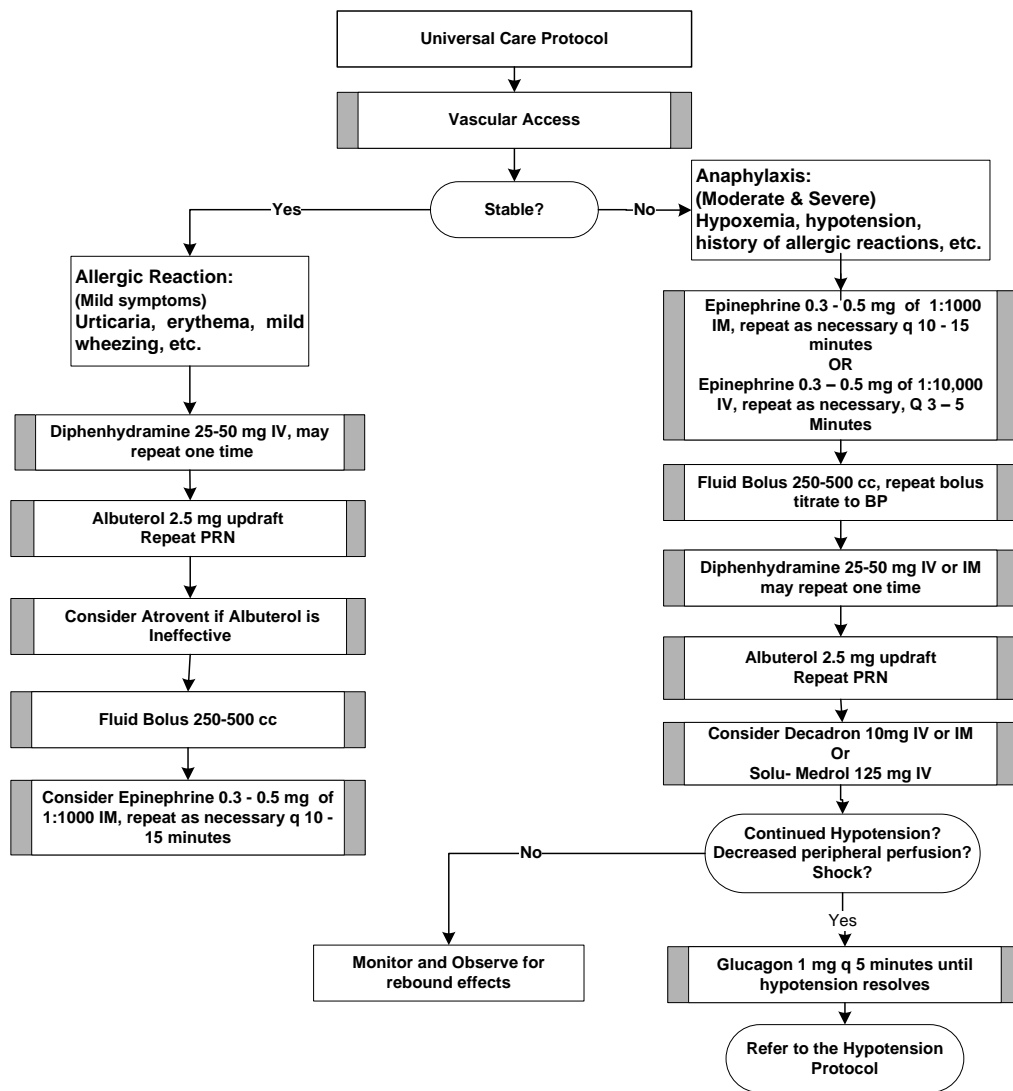 Universal Care Protocol
Vascular Access
Stable?
Yes
No
Anaphylaxis:
(Moderate & Severe)
Hypoxemia, hypotension,
history of allergic reactions, etc.
Allergic Reaction:
(Mild symptoms)
Urticaria, erythema, mild
wheezing, etc.
Diphenhydramine 25-50 mg IV, may
repeat one time
Albuterol 2.5 mg updraft
Repeat PRN
Consider Atrovent if Albuterol is
Ineffective
Fluid Bolus 250-500 cc
Consider Epinephrine 0.3 - 0.5 mg of
1:1000 IM, repeat as necessary q 10 -
15 minutes
Epinephrine 0.3 - 0.5 mg of 1:1000
IM, repeat as necessary q 10 - 15
minutes
OR
Epinephrine 0.3 – 0.5 mg of 1:10,000
IV, repeat as necessary, Q 3 – 5
Minutes
Fluid Bolus 250-500 cc, repeat bolus
titrate to BP
Diphenhydramine 25-50 mg IV or IM
may repeat one time
Albuterol 2.5 mg updraft
Repeat PRN
Consider Decadron 10mg IV or IM
Or
Solu- Medrol 125 mg IV
Continued Hypotension?
Decreased peripheral perfusion?
Shock?
No
Yes
Monitor and Observe for
rebound effects
Glucagon 1 mg q 5 minutes until
hypotension resolves
Refer to the Hypotension
Protocol